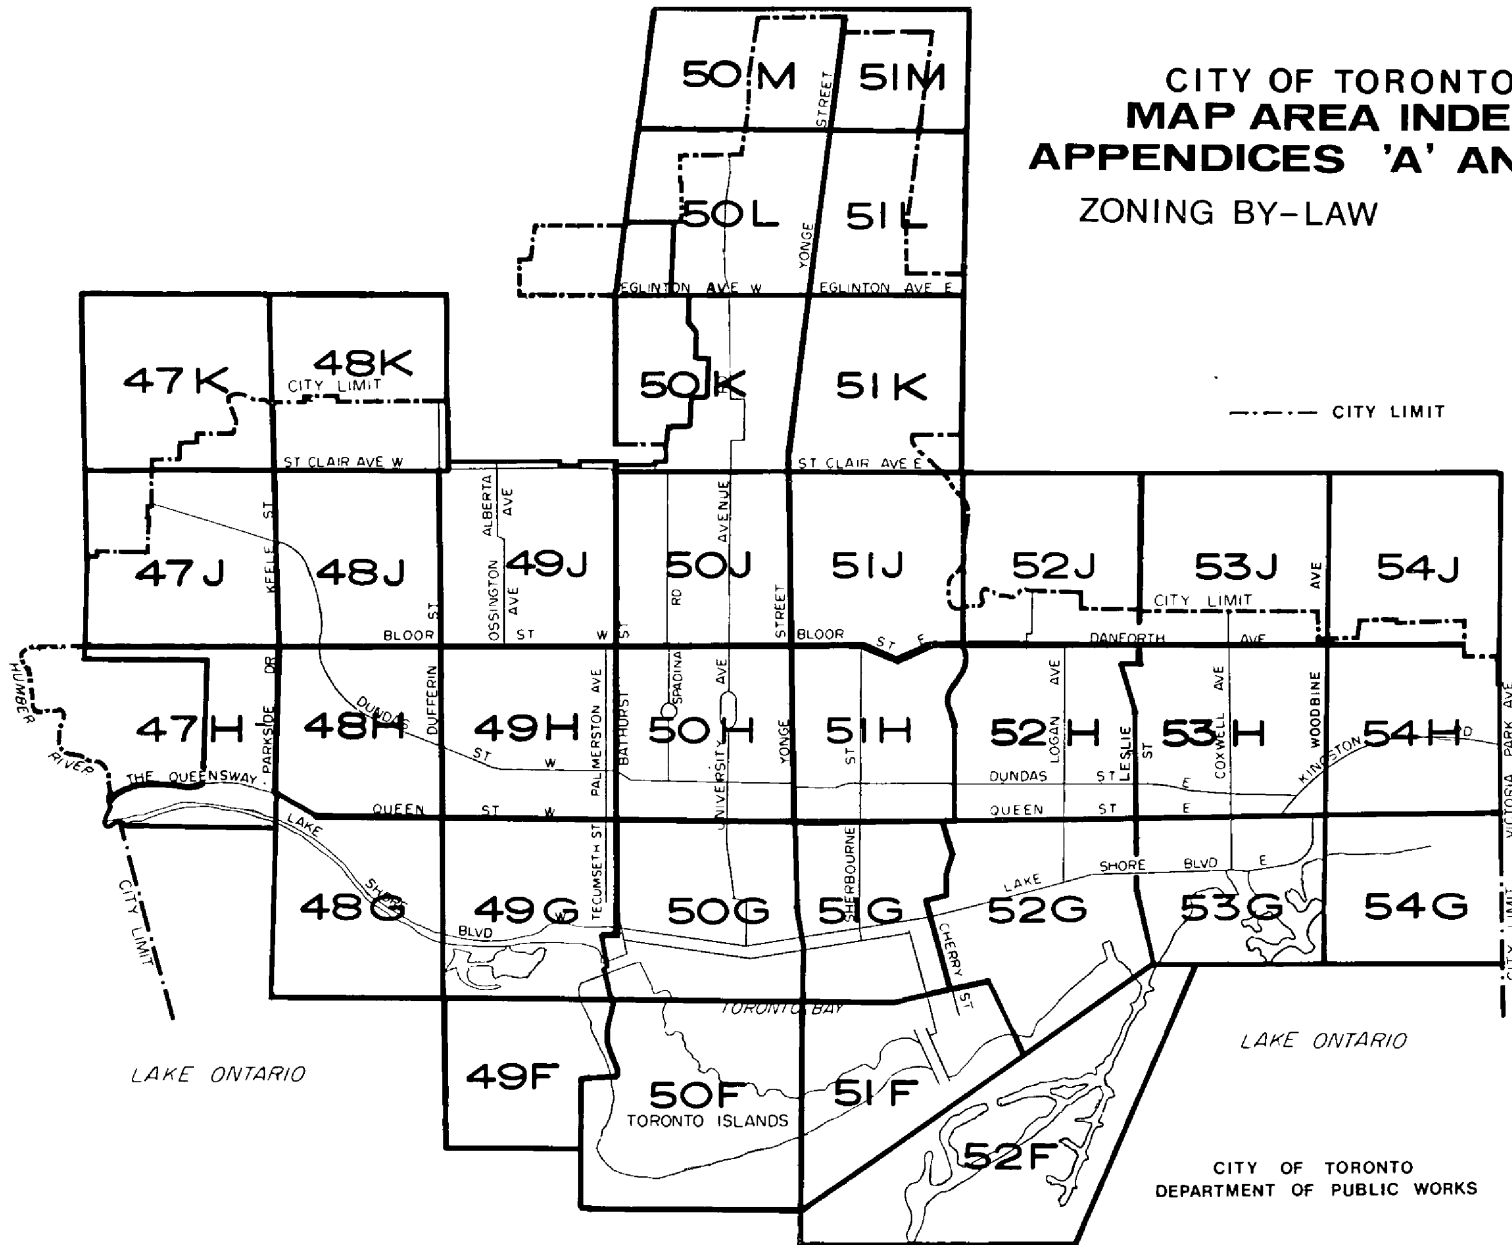 CITY OF TORONTO
MAP AREA INDE
APPENDICES 'A' AN
ZONING BY-LAW
50M
51M
STREET
50L
51L
YONGE
EGLINTON AVE W
EGLINTON AVE E
47K
48K
CITY LIMIT
50K
RD
51K
CITY LIMIT
ST CLAIR AVE W
ST CLAIR AVE E
KEELE ST
ALBERTA AVE
AVENUE
47J
48J
49J
50J
51J
52J
53J
54J
OSSINGTON AVE
RD
STREET
AVE
CITY LIMIT
DUFFERIN ST
BLOOR ST W
BLOOR ST E
DANFORTH AVE
HUMBER RIVER
PARKSIDE DR
DUNDAS ST W
PALMERSTON AVE
BATHURST ST
SPADINA
UNIVERSITY AVE
YONGE
47H
48H
49H
50H
51H
52H
53H
54H
ST
LOGAN AVE
LESLIE ST
COXWELL AVE
WOODBINE
KINGSTON RD
VICTORIA PARK AVE
THE QUEENSWAY
DUNDAS ST E
QUEEN ST W
QUEEN ST E
LAKE SHORE BLVD W
TECUMSETH ST
SHERBOURNE
LAKE SHORE BLVD E
CITY LIMIT
48G
49G
50G
51G
52G
53G
54G
CITY LIMIT
CHERRY ST
TORONTO BAY
LAKE ONTARIO
LAKE ONTARIO
49F
50F
51F
TORONTO ISLANDS
52F
CITY OF TORONTO
DEPARTMENT OF PUBLIC WORKS